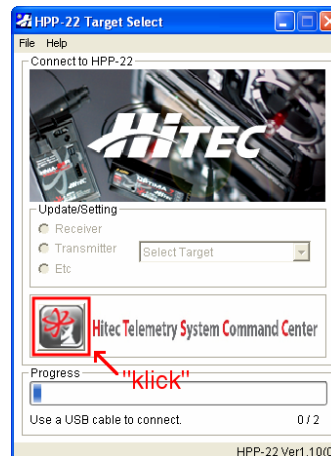 HPP-22 Target Select
File Help
Connect to HPP-22
HiTEC
Update/Setting
Receiver
Transmitter
Select Target
Etc
Hitec Telemetry System Command Center
"klick"
Progress
Use a USB cable to connect. 0 / 2
HPP-22 Ver1.10(